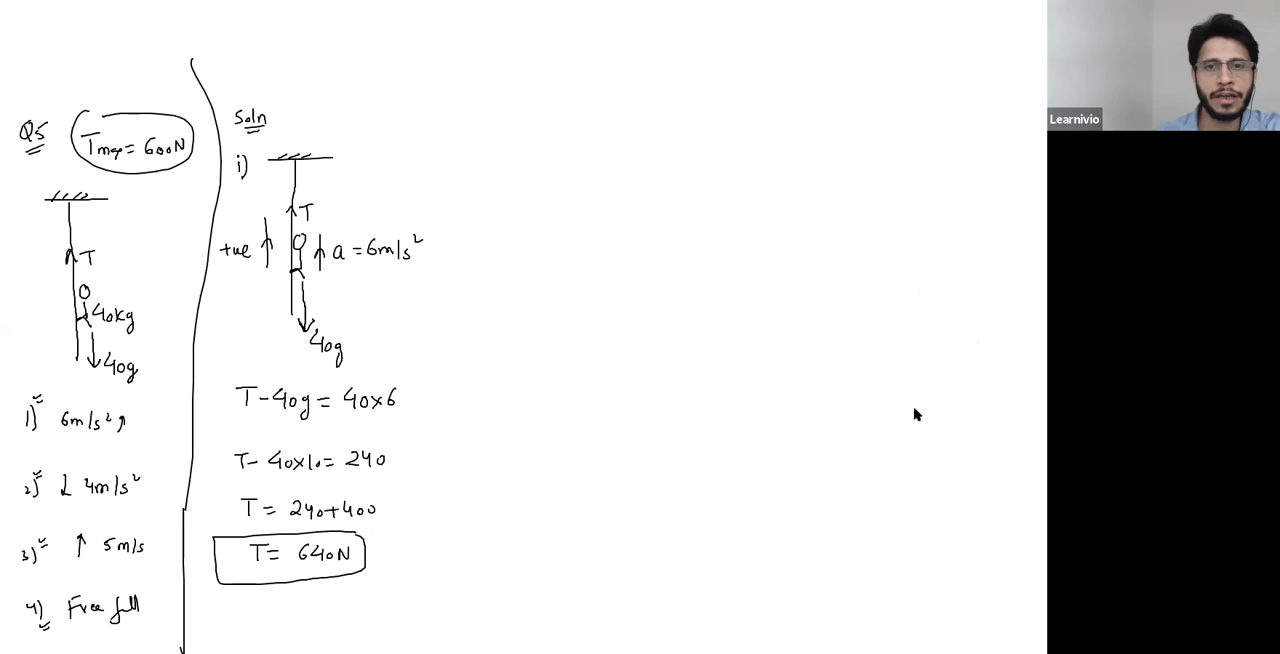 Q5
Tmax = 600N
T
40kg
40g
1) 6m/s² ↑
2) ↓ 4m/s²
3) ↑ 5m/s
4) Free fall
Soln
i)
T
+ve
a = 6m/s²
40g
T - 40g = 40×6
T - 40×10 = 240
T = 240+400
T = 640N
Learnivio